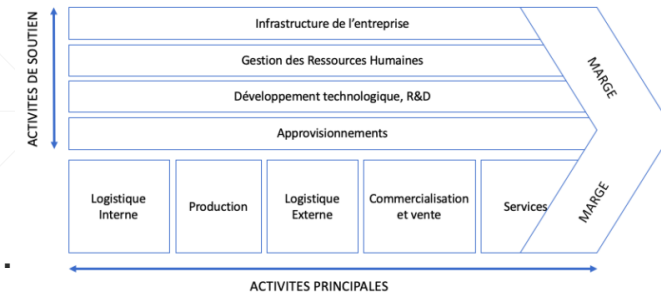 ACTIVITES DE SOUTIEN
Infrastructure de l’entreprise
Gestion des Ressources Humaines
Développement technologique, R&D
Approvisionnements
MARGE
Logistique
Interne
Production
Logistique
Externe
Commercialisation
et vente
Services
MARGE
ACTIVITES PRINCIPALES